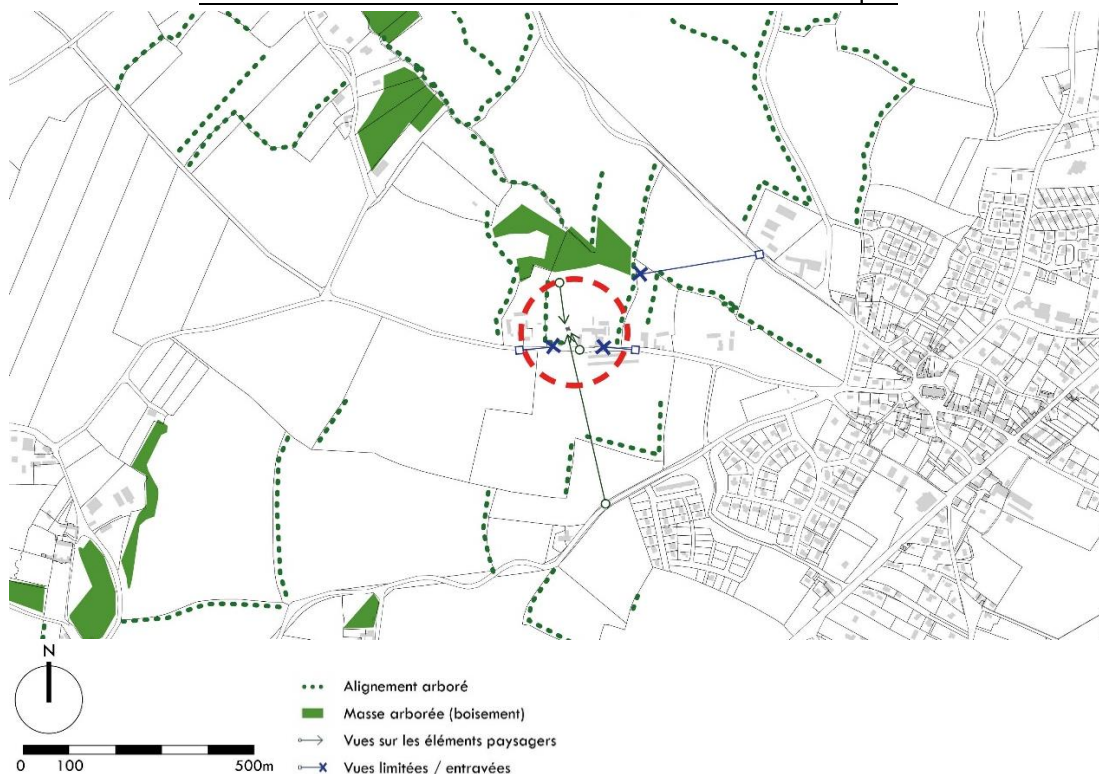 N
Alignement arboré
Masse arborée (boisement)
Vues sur les éléments paysagers
Vues limitées / entravées
0 100 500m